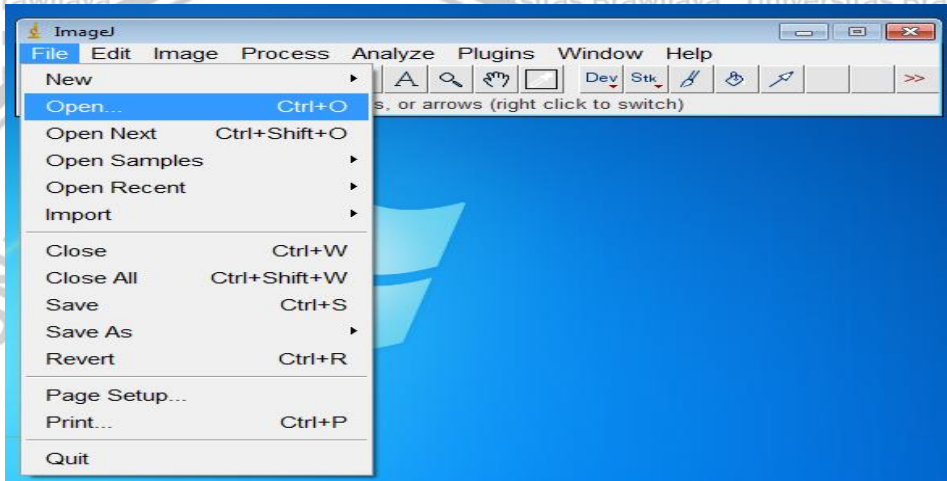 ImageJ
File Edit Image Process Analyze Plugins Window Help
A Dev Stk >>
s, or arrows (right click to switch)
New
Open... Ctrl+O
Open Next Ctrl+Shift+O
Open Samples
Open Recent
Import
Close Ctrl+W
Close All Ctrl+Shift+W
Save Ctrl+S
Save As
Revert Ctrl+R
Page Setup...
Print... Ctrl+P
Quit